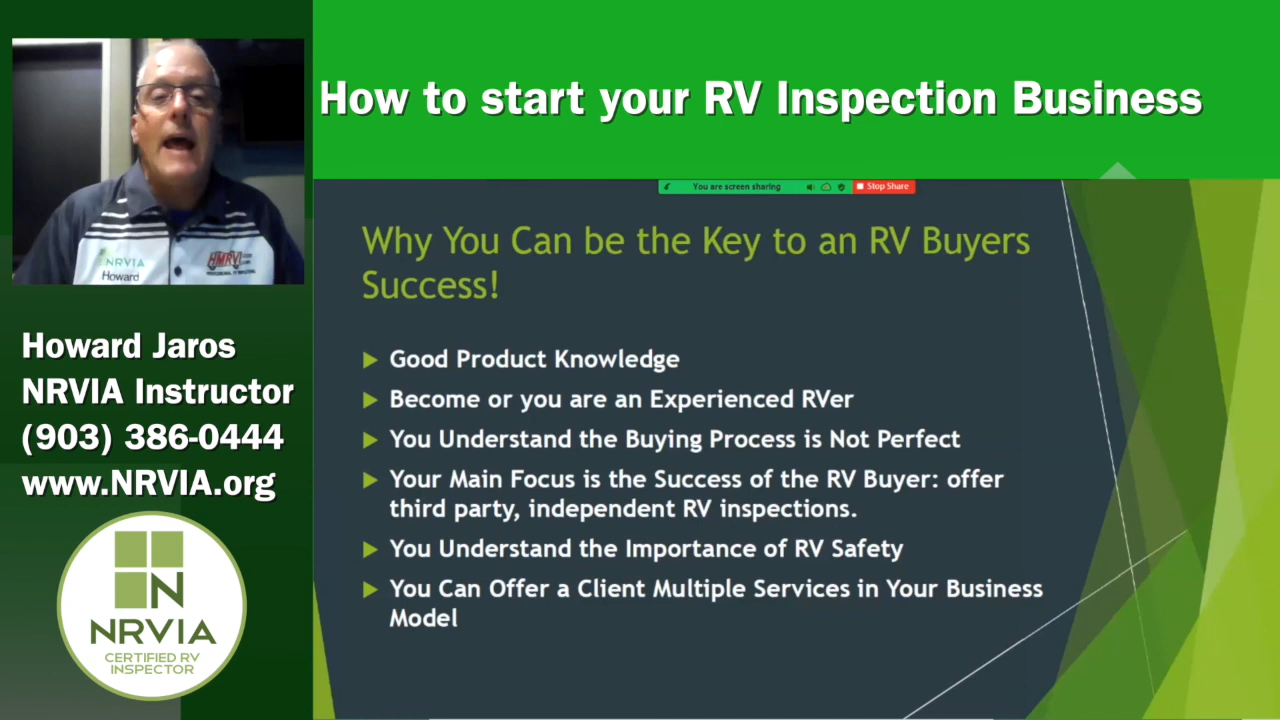 How to start your RV Inspection Business
You are screen sharing
Stop Share
NRVIA
Howard
HMRVI
Howard Jaros
NRVIA Instructor
(903) 386-0444
www.NRVIA.org
N
NRVIA
CERTIFIED RV
INSPECTOR
Why You Can be the Key to an RV Buyers
Success!
Good Product Knowledge
Become or you are an Experienced RVer
You Understand the Buying Process is Not Perfect
Your Main Focus is the Success of the RV Buyer: offer
third party, independent RV inspections.
You Understand the Importance of RV Safety
You Can Offer a Client Multiple Services in Your Business
Model